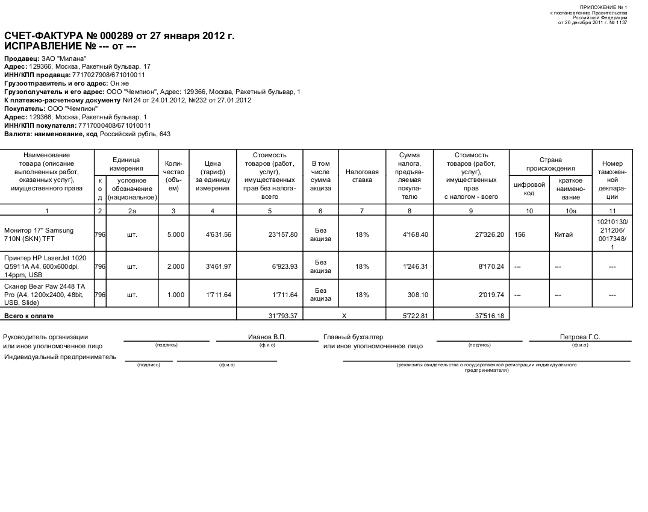 ПРИЛОЖЕНИЕ № 1
к постановлению Правительства
Российской Федерации
от 26 декабря 2011 г. № 1137
СЧЕТ-ФАКТУРА № 000289 от 27 января 2012 г.
ИСПРАВЛЕНИЕ № --- от ---
Продавец: ЗАО "Милана"
Адрес: 129366, Москва, Ракетный бульвар, 17
ИНН/КПП продавца: 7717027908/671010011
Грузоотправитель и его адрес: Он же
Грузополучатель и его адрес: ООО "Чемпион", Адрес: 129366, Москва, Ракетный бульвар, 1
К платежно-расчетному документу №124 от 24.01.2012, №232 от 27.01.2012
Покупатель: ООО "Чемпион"
Адрес: 129366, Москва, Ракетный бульвар, 1
ИНН/КПП покупателя: 7717000408/671010011
Валюта: наименование, код Российский рубль, 643
Наименование товара (описание выполненных работ, оказанных услуг), имущественного права
Единица измерения
код
условное обозначение (национальное)
Коли-чество (объ-ем)
Цена (тариф) за единицу измерения
Стоимость товаров (работ, услуг), имущественных прав без налога- всего
В том числе сумма акциза
Налоговая ставка
Сумма налога, предъяв-ляемая покупа-телю
Стоимость товаров (работ, услуг), имущественных прав с налогом - всего
Страна происхождения
цифровой код
краткое наимено-вание
Номер таможен-ной деклара-ции
1 2 2а 3 4 5 6 7 8 9 10 10а 11
Монитор 17" Samsung 710N (SKN) TFT 796 шт. 5.000 4'631.56 23'157.80 Без акциза 18% 4'168.40 27'326.20 156 Китай 10210130/211206/0017348/1
Принтер HP LaserJet 1020 Q5911A A4, 600x600dpi 14ppm, USB 796 шт. 2.000 3'461.97 6'923.93 Без акциза 18% 1'246.31 8'170.24 --- --- ---
Сканер Bear Paw 2448 TA Pro (A4, 1200x2400, 48bit, USB, Slide) 796 шт. 1.000 1'711.64 1'711.64 Без акциза 18% 308.10 2'019.74 --- --- ---
Всего к оплате 31'793.37 X 5'722.81 37'516.18
Руководитель организации Иванов В.П. Главный бухгалтер Петрова Г.С.
или иное уполномоченное лицо (подпись) (ф.и.о) или иное уполномоченное лицо (подпись) (ф.и.о)
Индивидуальный предприниматель
(подпись) (ф.и.о) (реквизиты свидетельства о государственной регистрации индивидуального
предпринимателя)